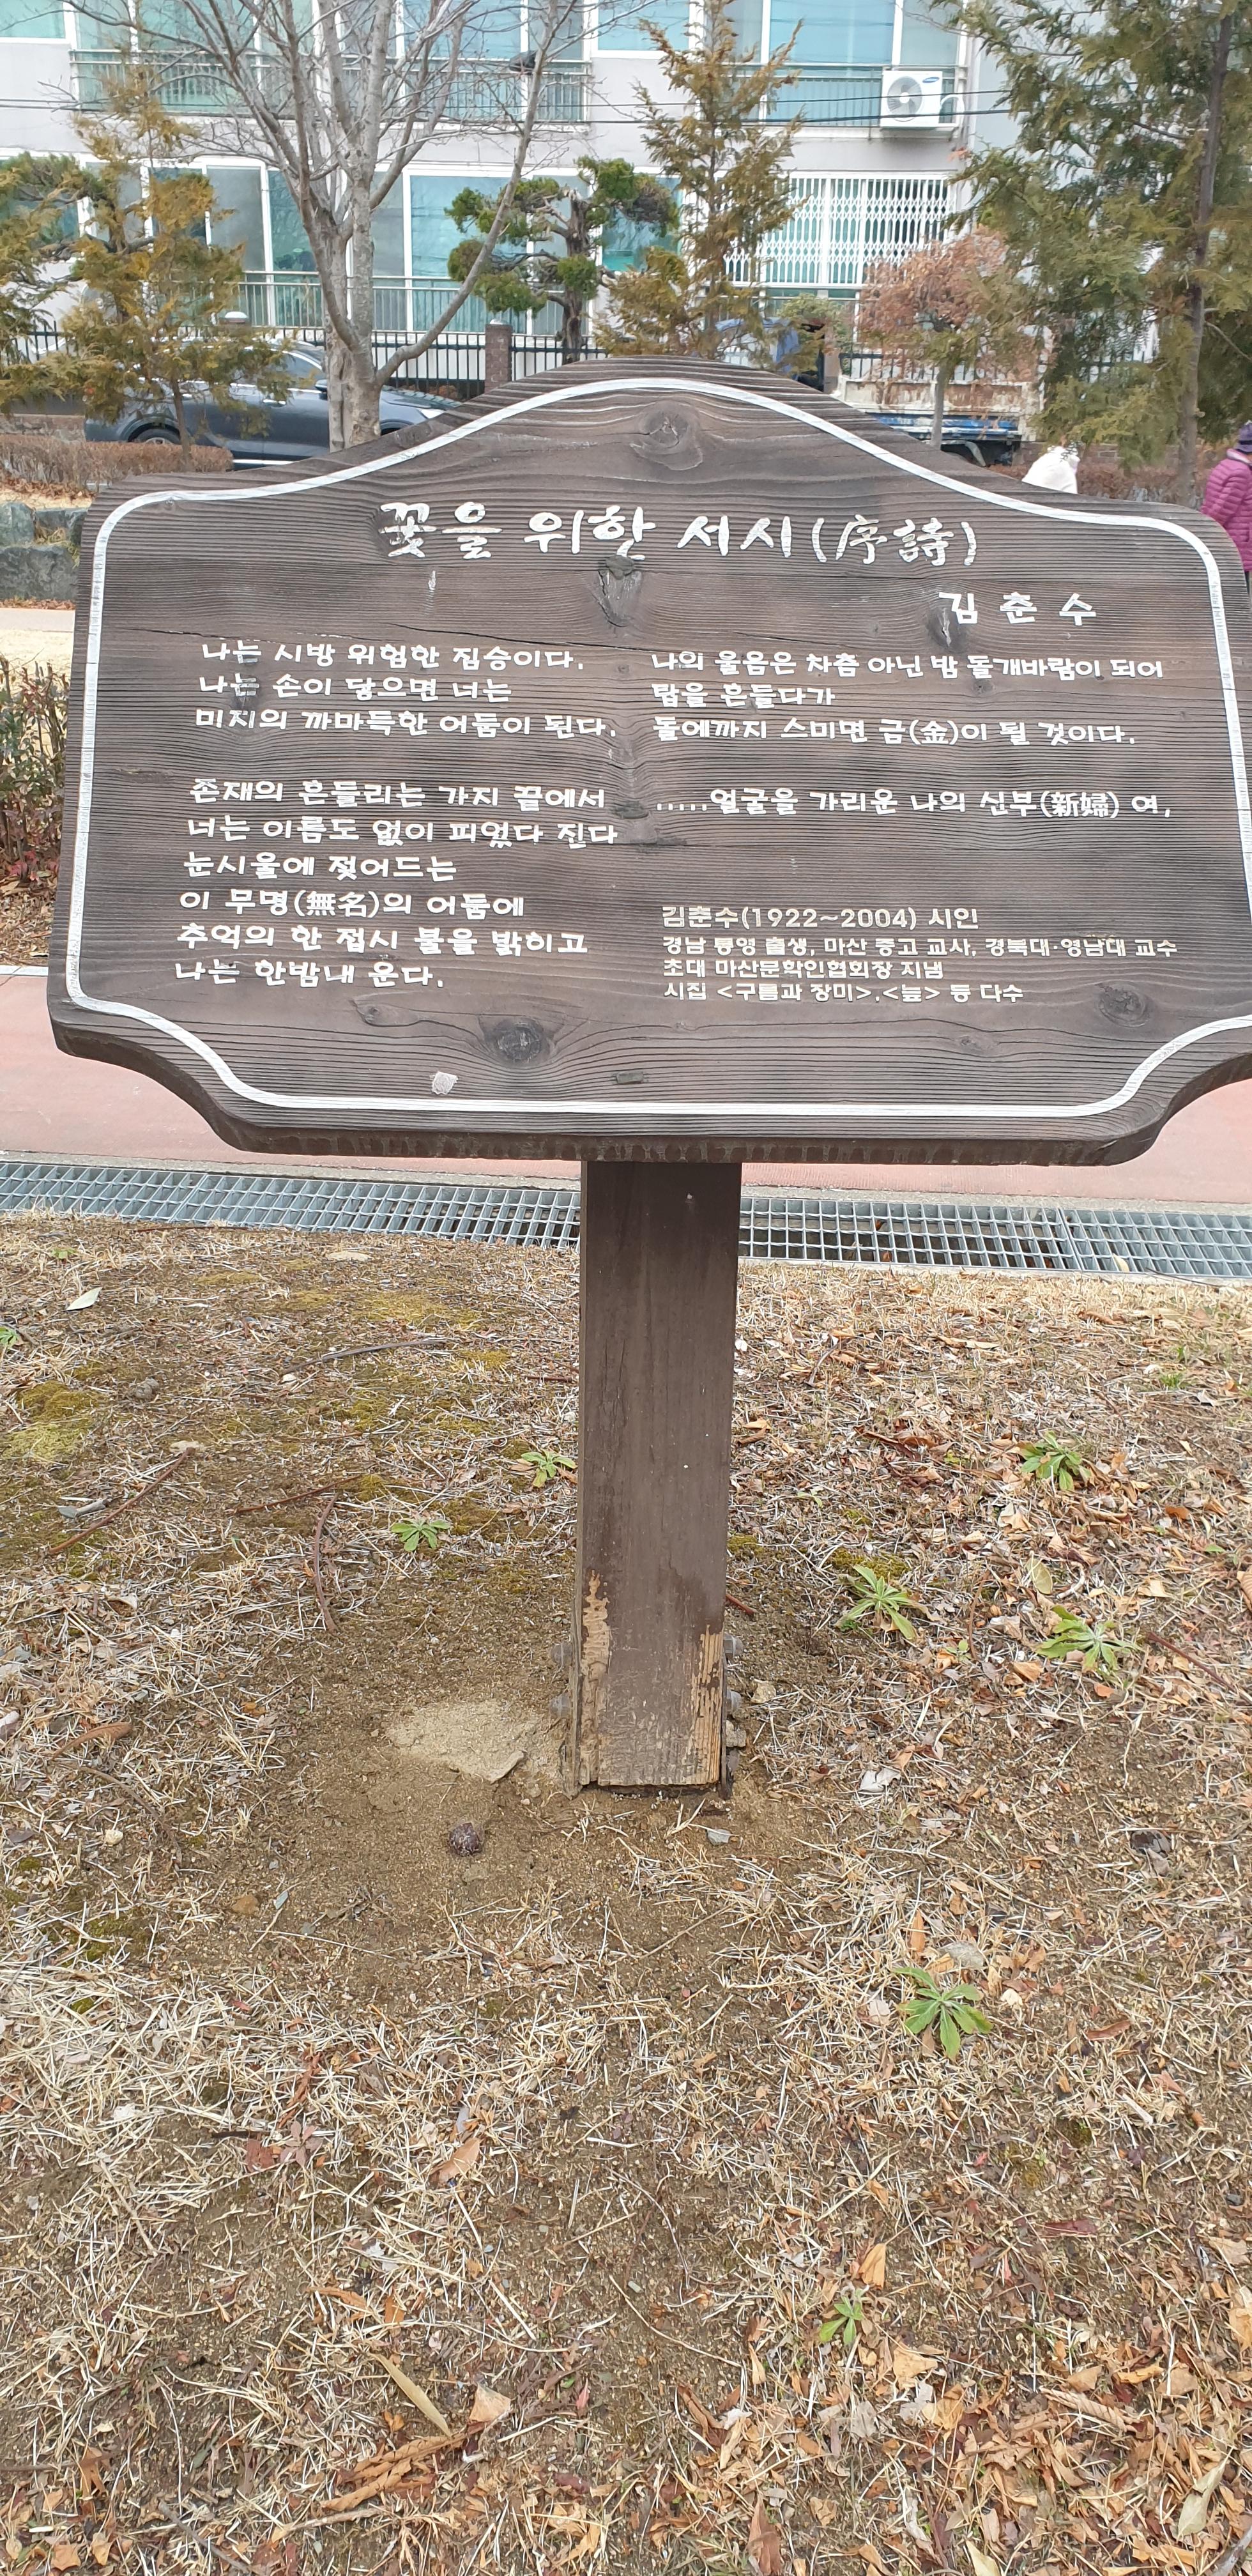 꽃을 위한 서시(序詩)
김춘수
나는 시방 위험한 짐승이다.
나는 손이 닿으면 너는
미지의 까마득한 어둠이 된다.
존재의 흔들리는 가지 끝에서
너는 이름도 없이 피었다 진다
눈시울에 젖어드는
이 무명(無名)의 어둠에
추억의 한 접시 불을 밝히고
나는 한밤내 운다.
나의 울음은 차츰 아닌 밤 돌개바람이 되어
탑을 흔들다가
돌에까지 스미면 금(金)이 될 것이다.
.....얼굴을 가리운 나의 신부(新婦) 여,
김춘수(1922~2004) 시인
경남 통영 출생, 마산 중고 교사, 경북대·영남대 교수
초대 마산문학인협회장 지냄
시집 <구름과 장미>,<늪> 등 다수